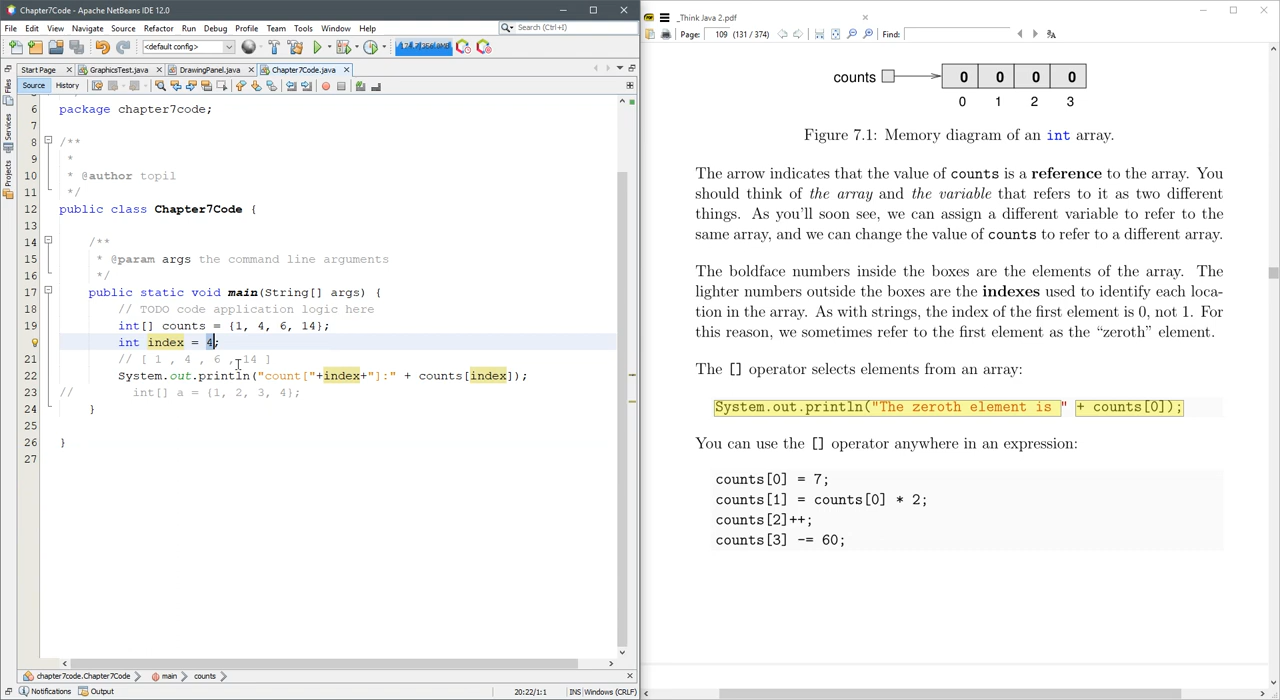 Chapter7Code - Apache NetBeans IDE 12.0
File Edit View Navigate Source Refactor Run Debug Profile Team Tools Window Help
Search (Ctrl+I)
<default config>
Start Page GraphicsTest.java DrawingPanel.java Chapter7Code.java
Source History
Files
Services
Projects
6 package chapter7code;
7
8 /**
9 *
10 * @author topil
11 */
12 public class Chapter7Code {
13
14 /**
15 * @param args the command line arguments
16 */
17 public static void main(String[] args) {
18 // TODO code application logic here
19 int[] counts = {1, 4, 6, 14};
int index = 4;
21 // [ 1 , 4 , 6 , 14 ]
22 System.out.println("count["+index+"]:" + counts[index]);
23 // int[] a = {1, 2, 3, 4};
24 }
25
26 }
27
chapter7code.Chapter7Code main counts
Notifications Output 20:22/1:1 INS Windows (CRLF)
_Think Java 2.pdf
Page: 109 (131 / 374) Find:
counts 0 0 0 0
0 1 2 3
Figure 7.1: Memory diagram of an int array.
The arrow indicates that the value of counts is a reference to the array. You
should think of the array and the variable that refers to it as two different
things. As you'll soon see, we can assign a different variable to refer to the
same array, and we can change the value of counts to refer to a different array.
The boldface numbers inside the boxes are the elements of the array. The
lighter numbers outside the boxes are the indexes used to identify each loca-
tion in the array. As with strings, the index of the first element is 0, not 1. For
this reason, we sometimes refer to the first element as the “zeroth” element.
The [] operator selects elements from an array:
System.out.println("The zeroth element is " + counts[0]);
You can use the [] operator anywhere in an expression:
counts[0] = 7;
counts[1] = counts[0] * 2;
counts[2]++;
counts[3] -= 60;